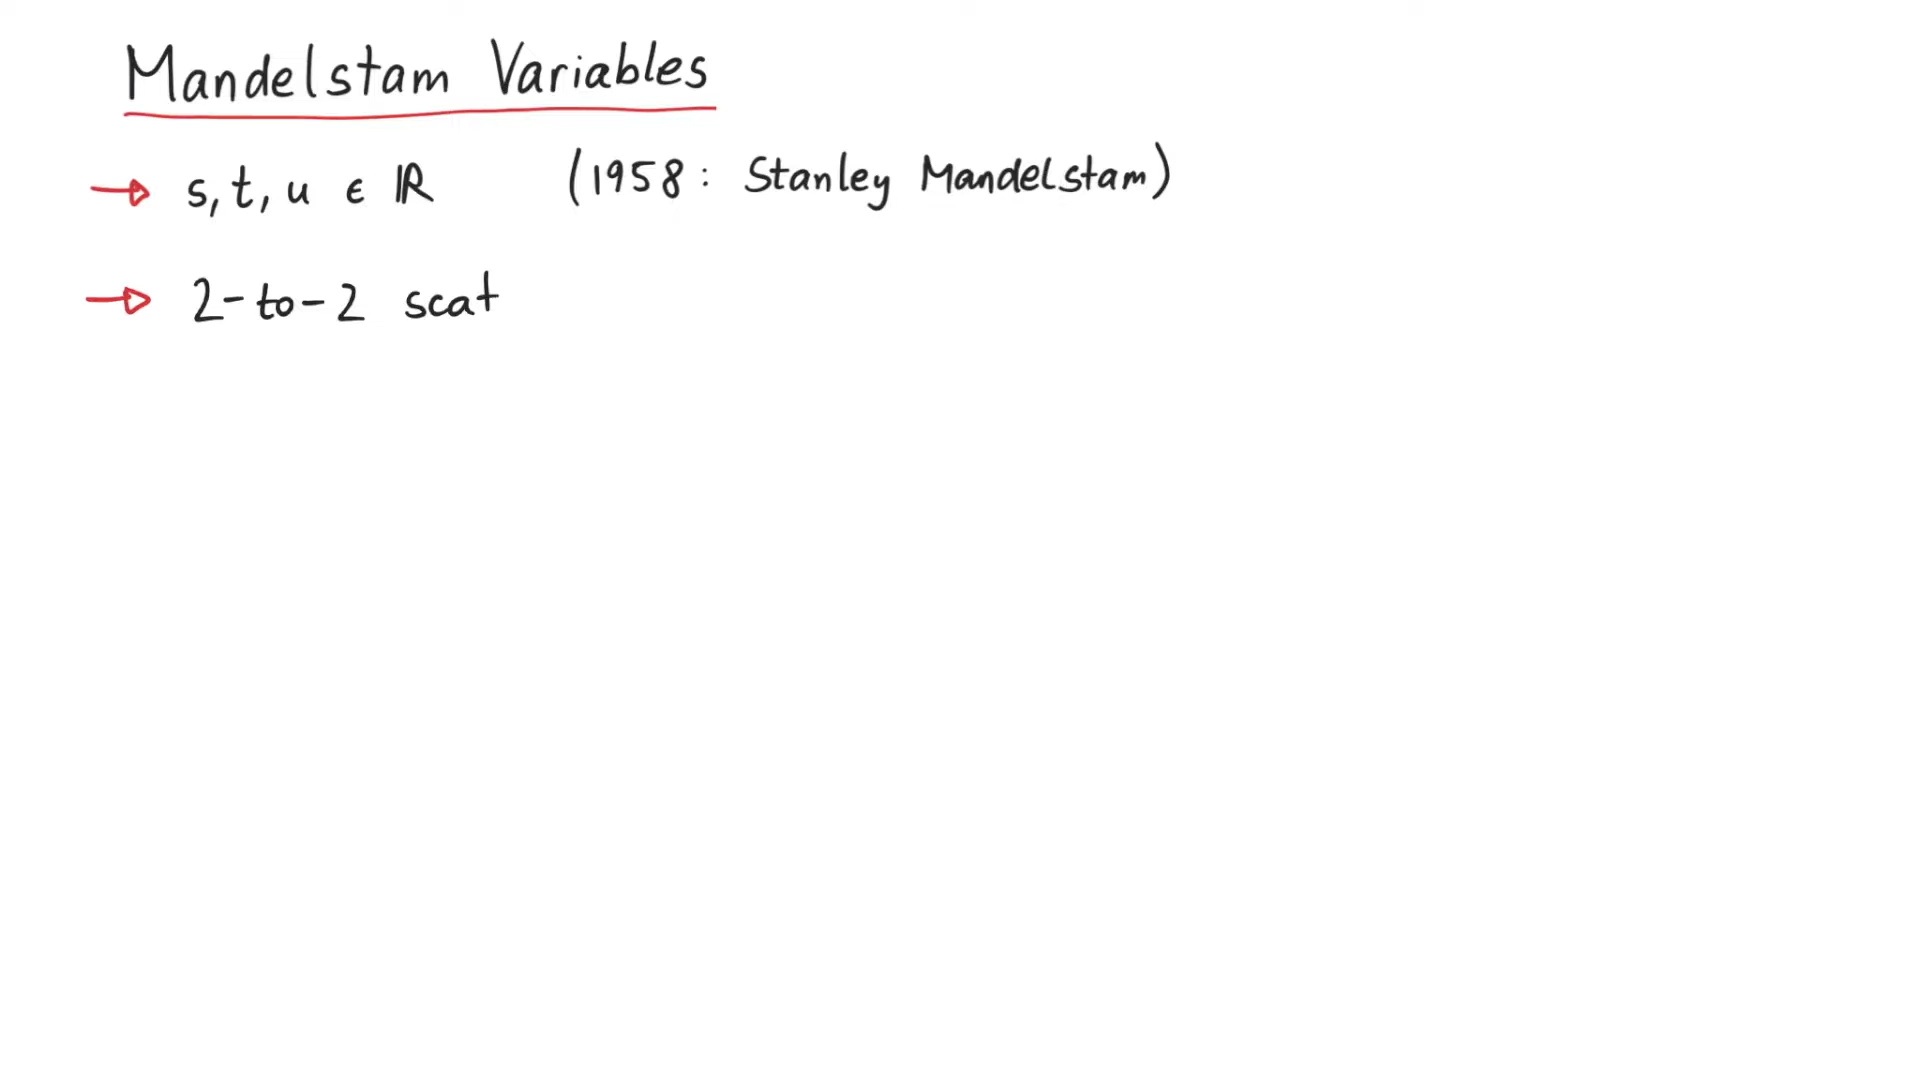 Mandelstam Variables
→ s, t, u ∈ ℝ (1958: Stanley Mandelstam)
→ 2-to-2 scat